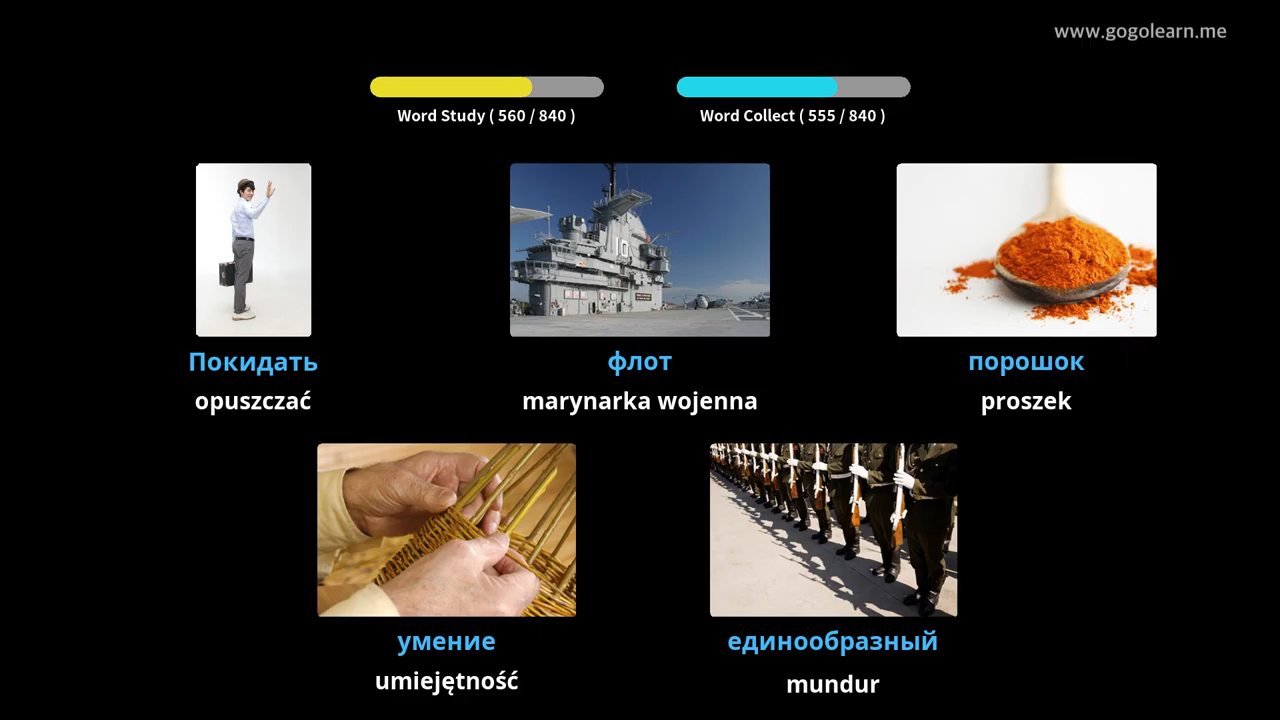 www.gogolearn.me
Word Study ( 560 / 840 )
Word Collect ( 555 / 840 )
Покидать
opuszczać
флот
marynarka wojenna
порошок
proszek
умение
umiejętność
единообразный
mundur